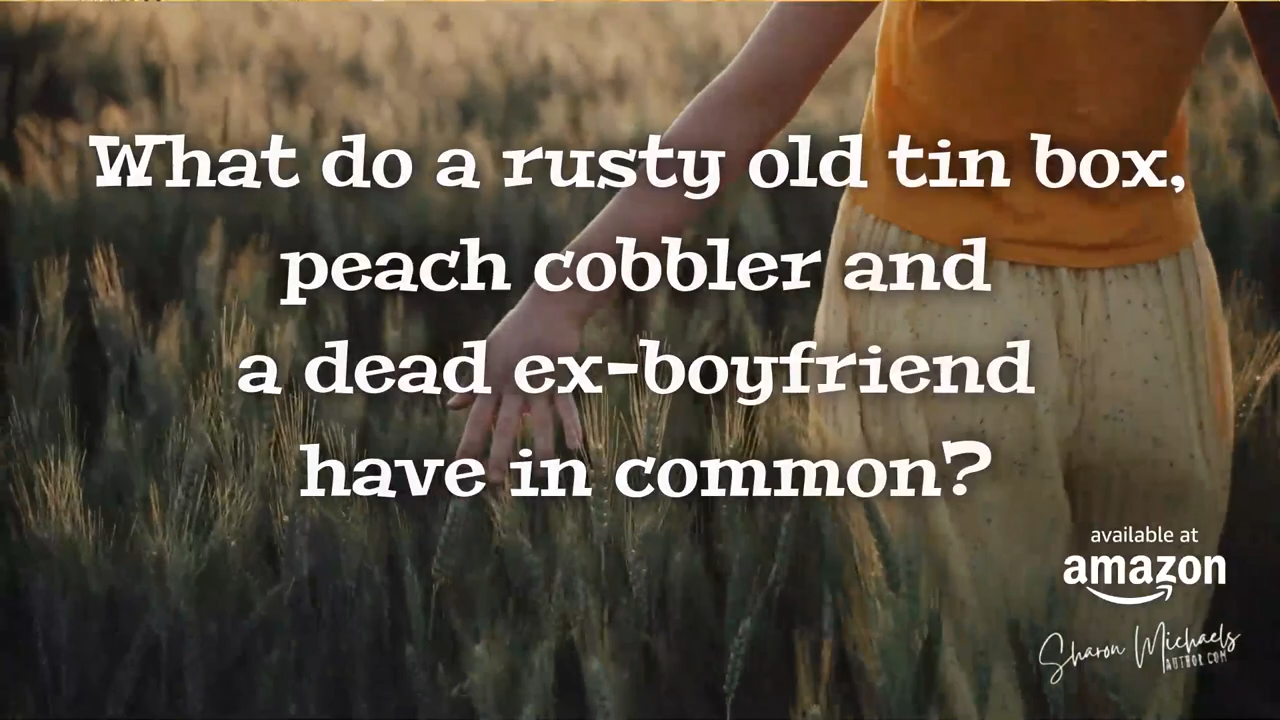 What do a rusty old tin box,
peach cobbler and
a dead ex-boyfriend
have in common?
available at
amazon
Sharon Michaels
AUTHOR.COM